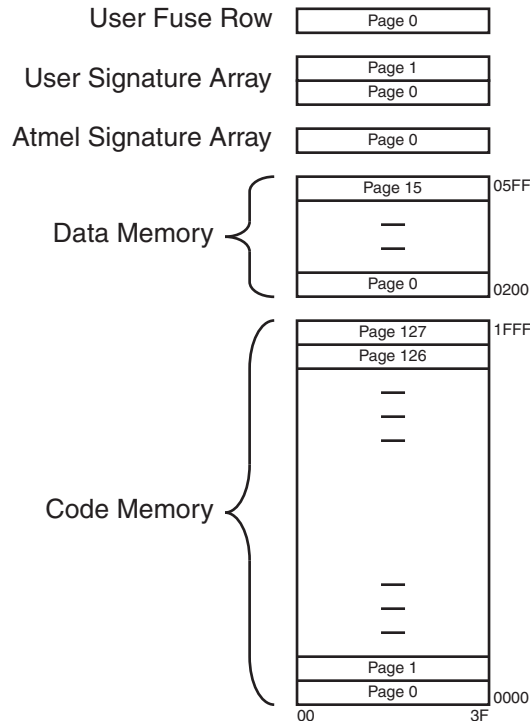 User Fuse Row
Page 0
User Signature Array
Page 1
Page 0
Atmel Signature Array
Page 0
Data Memory
Page 15
05FF
Page 0
0200
Code Memory
Page 127
1FFF
Page 126
Page 1
Page 0
0000
00
3F